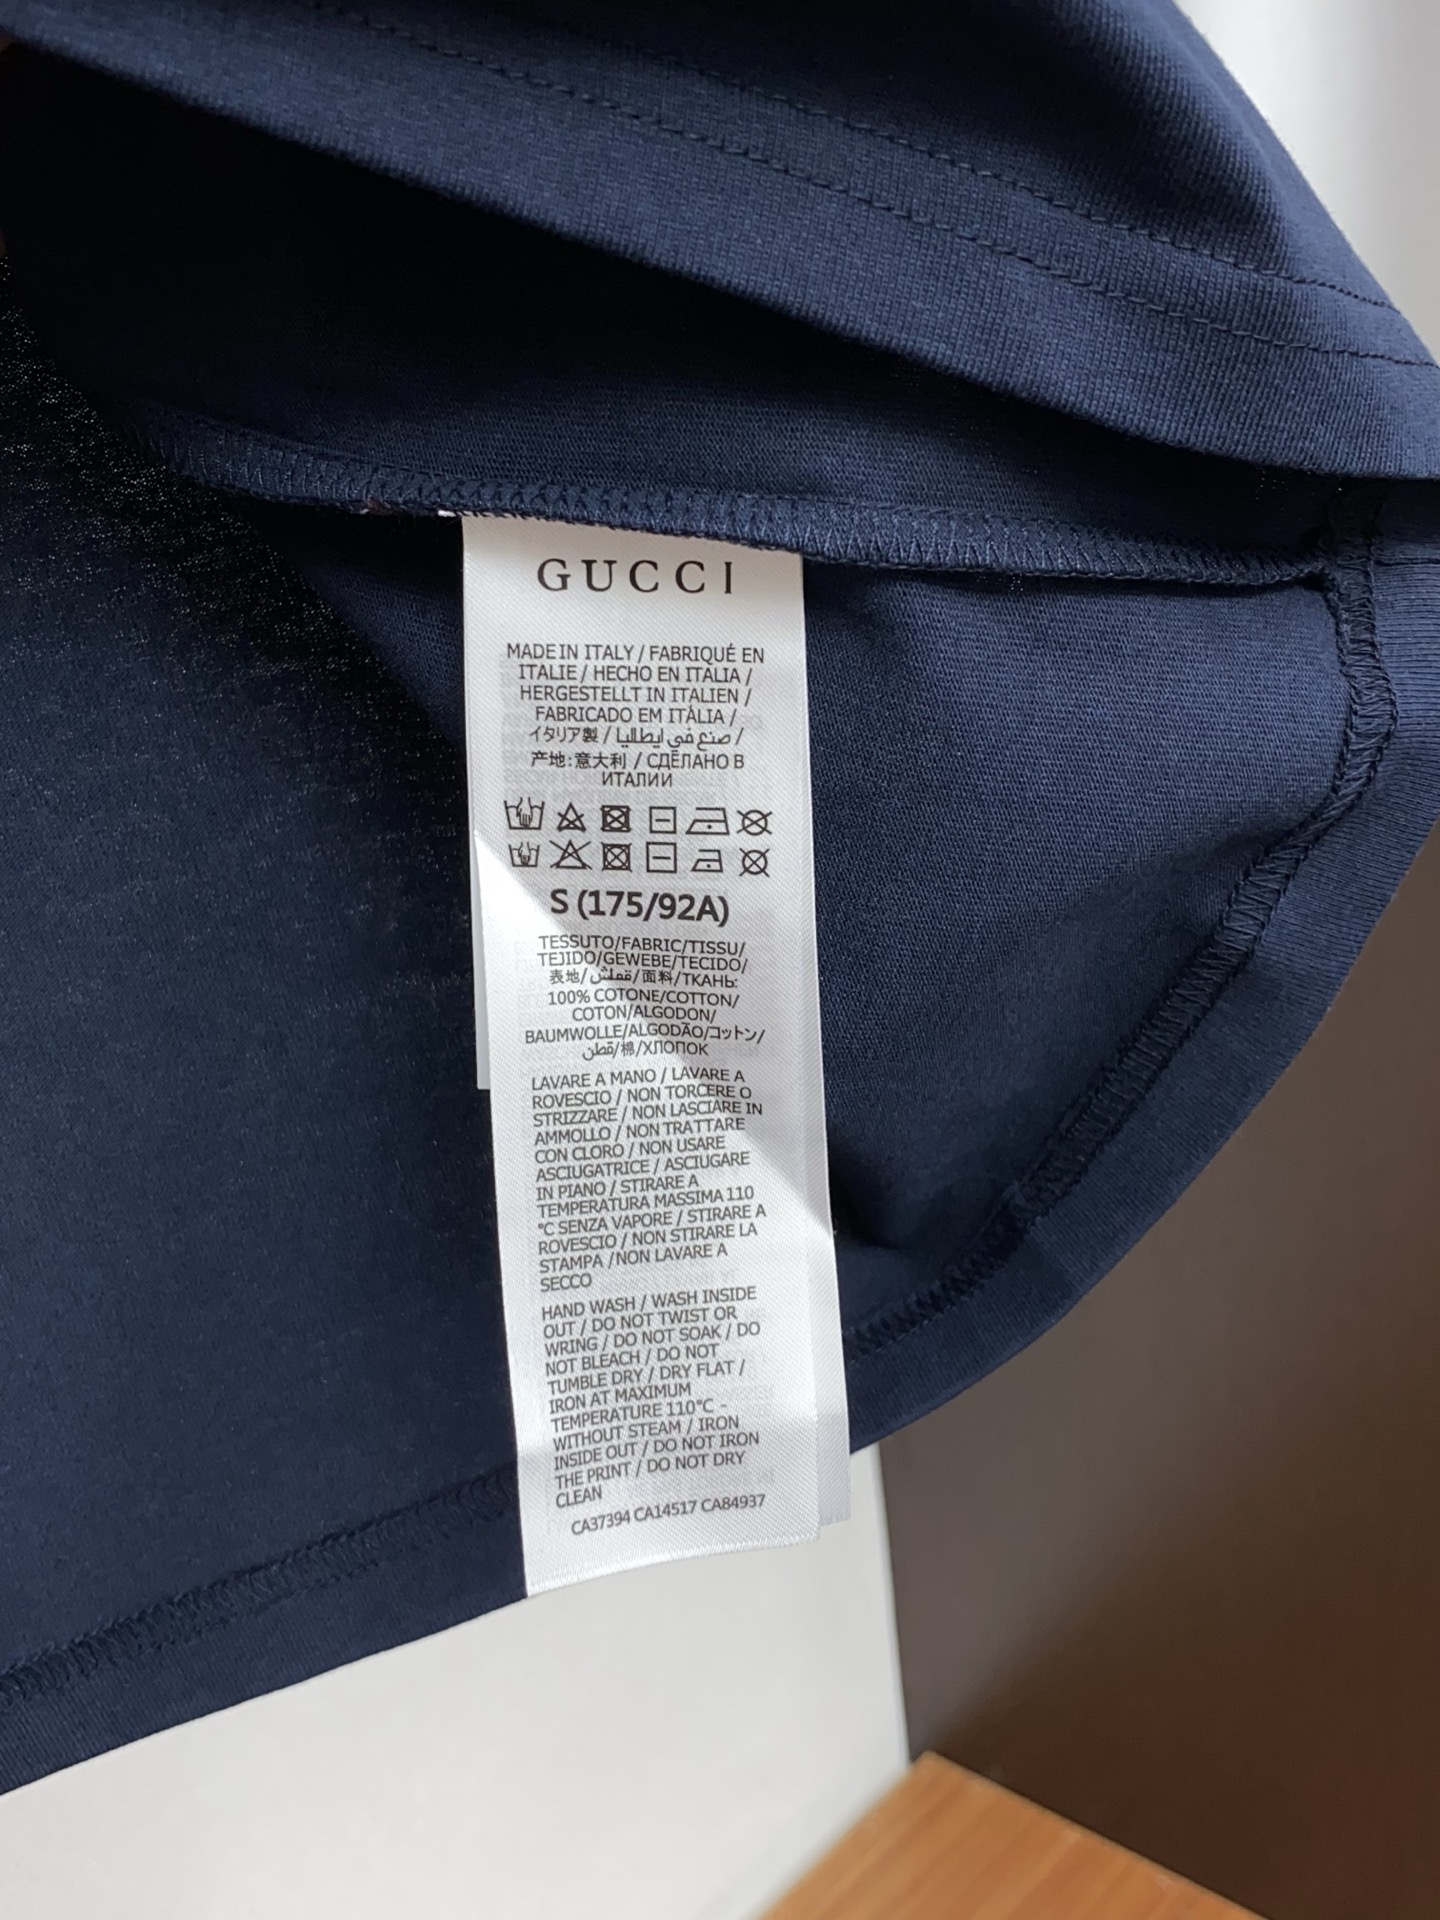 GUCCI
MADE IN ITALY / FABRIQUÉ EN
ITALIE / HECHO EN ITALIA /
HERGESTELLT IN ITALIEN /
FABRICADO EM ITÁLIA /
イタリア製 / صنع في ايطاليا /
产地:意大利 / СДЕЛАНО В
ИТАЛИИ
S (175/92A)
TESSUTO/FABRIC/TISSU/
TEJIDO/GEWEBE/TECIDO/
表地/قماش/面料/ТКАНЬ:
100% COTONE/COTTON/
COTON/ALGODON/
BAUMWOLLE/ALGODÃO/コットン/
قطن/棉/ХЛОПОК
LAVARE A MANO / LAVARE A
ROVESCIO / NON TORCERE O
STRIZZARE / NON LASCIARE IN
AMMOLLO / NON TRATTARE
CON CLORO / NON USARE
ASCIUGATRICE / ASCIUGARE
IN PIANO / STIRARE A
TEMPERATURA MASSIMA 110
°C SENZA VAPORE / STIRARE A
ROVESCIO / NON STIRARE LA
STAMPA /NON LAVARE A
SECCO
HAND WASH / WASH INSIDE
OUT / DO NOT TWIST OR
WRING / DO NOT SOAK / DO
NOT BLEACH / DO NOT
TUMBLE DRY / DRY FLAT /
IRON AT MAXIMUM
TEMPERATURE 110°C -
WITHOUT STEAM / IRON
INSIDE OUT / DO NOT IRON
THE PRINT / DO NOT DRY
CLEAN
CA37394 CA14517 CA84937